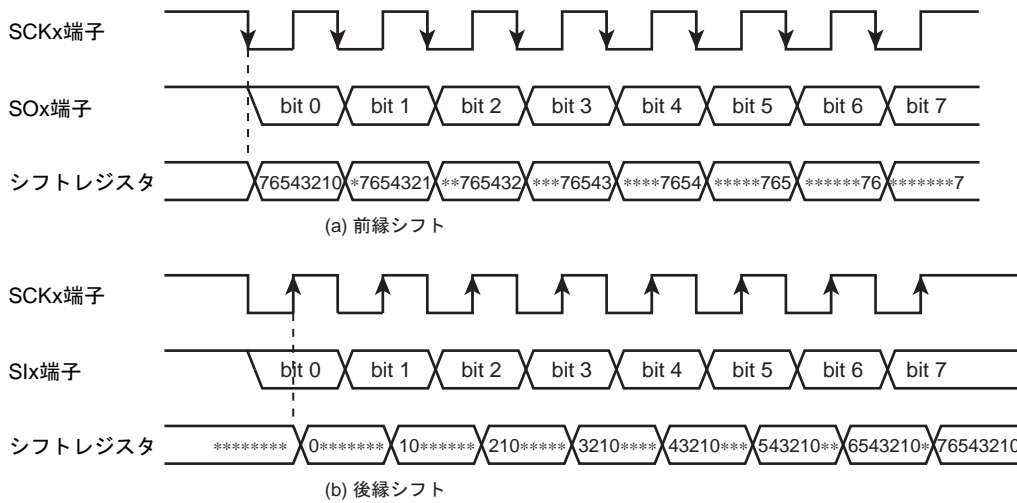 SCKx端子
SOx端子 bit 0 bit 1 bit 2 bit 3 bit 4 bit 5 bit 6 bit 7
シフトレジスタ 76543210 *7654321 **765432 ***76543 ****7654 *****765 ******76 *******7
(a) 前縁シフト
SCKx端子
SIx端子 bit 0 bit 1 bit 2 bit 3 bit 4 bit 5 bit 6 bit 7
シフトレジスタ ******** 0******* 10****** 210***** 3210**** 43210*** 543210** 6543210* 76543210
(b) 後縁シフト